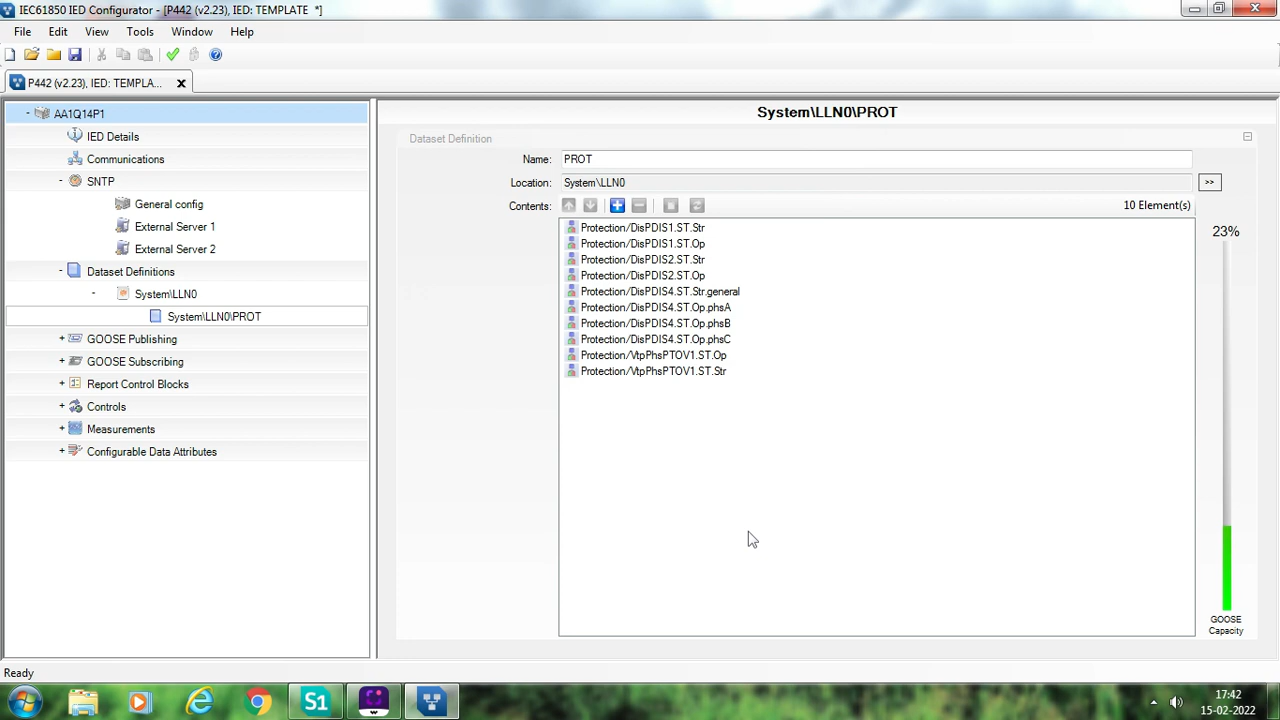 IEC61850 IED Configurator - [P442 (v2.23), IED: TEMPLATE *]
File Edit View Tools Window Help
P442 (v2.23), IED: TEMPLA...
AA1Q14P1
IED Details
Communications
SNTP
General config
External Server 1
External Server 2
Dataset Definitions
System\LLN0
System\LLN0\PROT
GOOSE Publishing
GOOSE Subscribing
Report Control Blocks
Controls
Measurements
Configurable Data Attributes
System\LLN0\PROT
Dataset Definition
Name: PROT
Location: System\LLN0 >>
Contents: 10 Element(s)
Protection/DisPDIS1.ST.Str
Protection/DisPDIS1.ST.Op
Protection/DisPDIS2.ST.Str
Protection/DisPDIS2.ST.Op
Protection/DisPDIS4.ST.Str.general
Protection/DisPDIS4.ST.Op.phsA
Protection/DisPDIS4.ST.Op.phsB
Protection/DisPDIS4.ST.Op.phsC
Protection/VtpPhsPTOV1.ST.Op
Protection/VtpPhsPTOV1.ST.Str
23%
GOOSE
Capacity
Ready
S1
17:42
15-02-2022